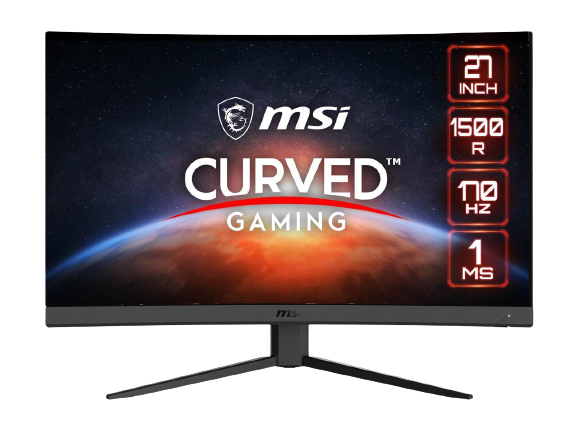 msi
CURVED™
GAMING
27
INCH
1500
R
170
HZ
1
MS
msi